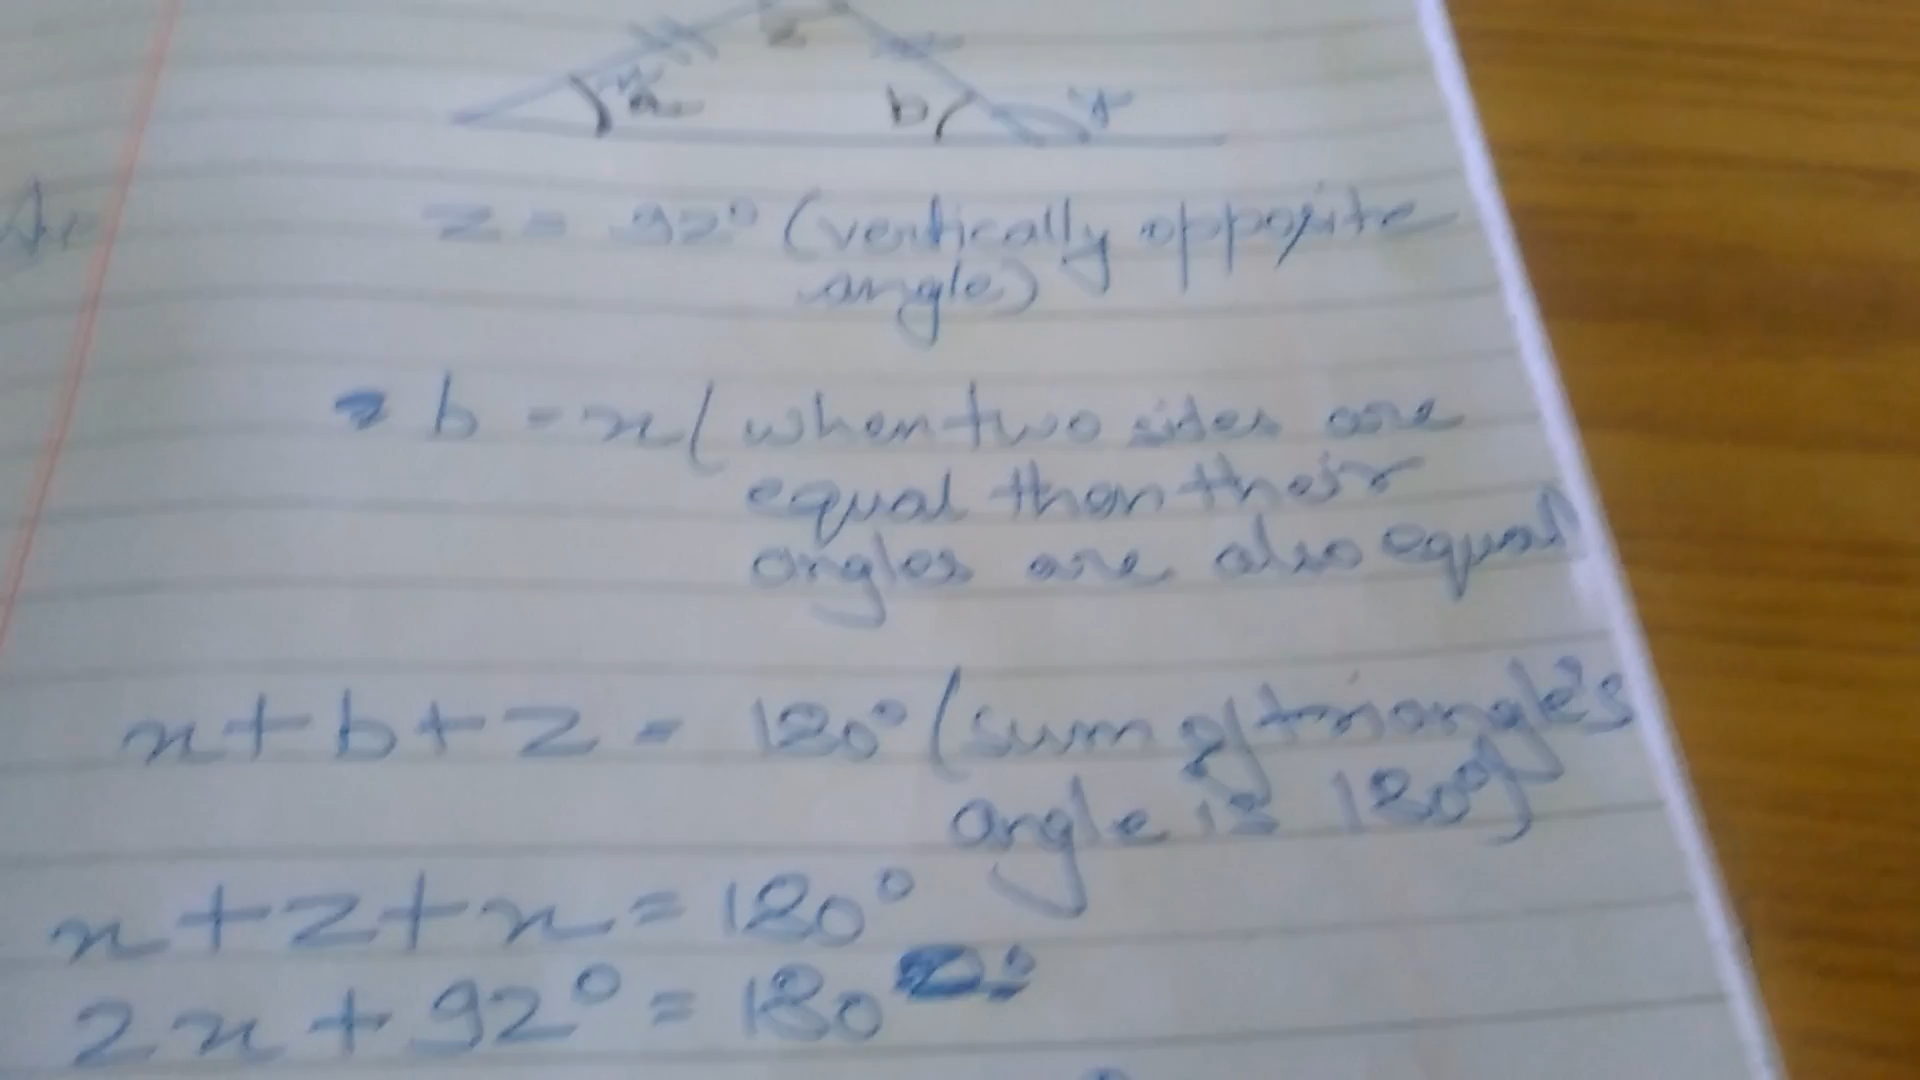 z
x
b
y
z = 92° (vertically opposite
angle)
b = x (when two sides are
equal then their
angles are also equal
x + b + z = 180° (sum of triangle's
angle is 180°)
x + z + x = 180°
2x + 92° = 180°